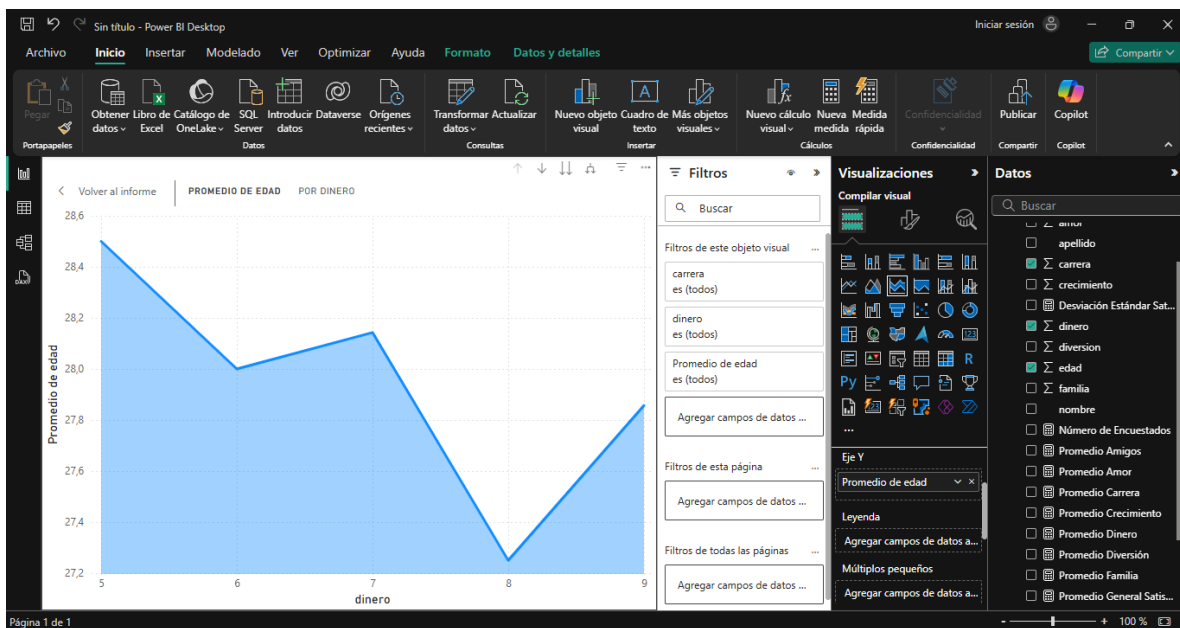 Sin título - Power BI Desktop
Iniciar sesión
Archivo Inicio Insertar Modelado Ver Optimizar Ayuda Formato Datos y detalles
Compartir
Pegar
Obtener datos
Libro de Excel
Catálogo de OneLake
SQL Server
Introducir datos
Dataverse
Orígenes recientes
Transformar datos
Actualizar
Nuevo objeto visual
Cuadro de texto
Más objetos visuales
Nuevo cálculo visual
Nueva medida
Medida rápida
Confidencialidad
Publicar
Copilot
Portapapeles
Datos
Consultas
Insertar
Cálculos
Confidencialidad
Compartir
Copilot
Volver al informe
PROMEDIO DE EDAD POR DINERO
Promedio de edad
28,6
28,4
28,2
28,0
27,8
27,6
27,4
27,2
5 6 7 8 9
dinero
Filtros
Buscar
Filtros de este objeto visual ...
carrera
es (todos)
dinero
es (todos)
Promedio de edad
es (todos)
Agregar campos de datos ...
Filtros de esta página ...
Agregar campos de datos ...
Filtros de todas las páginas ...
Agregar campos de datos ...
Visualizaciones
Compilar visual
123
R
Py
...
Eje Y
Promedio de edad
Leyenda
Agregar campos de datos a...
Múltiplos pequeños
Agregar campos de datos a...
Datos
Buscar
amor
apellido
carrera
crecimiento
Desviación Estándar Sat...
dinero
diversion
edad
familia
nombre
Número de Encuestados
Promedio Amigos
Promedio Amor
Promedio Carrera
Promedio Crecimiento
Promedio Dinero
Promedio Diversión
Promedio Familia
Promedio General Satis...
Página 1 de 1
- + 100 %